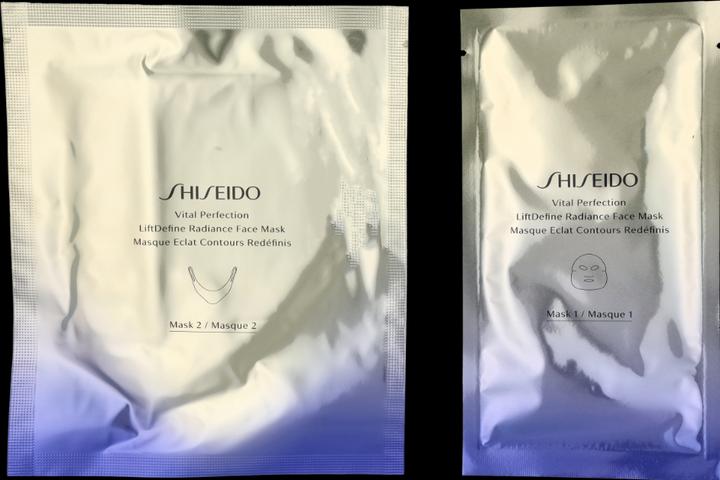 SHISEIDO
Vital Perfection
LiftDefine Radiance Face Mask
Masque Eclat Contours Redéfinis
Mask 2 / Masque 2
SHISEIDO
Vital Perfection
LiftDefine Radiance Face Mask
Masque Eclat Contours Redéfinis
Mask 1 / Masque 1